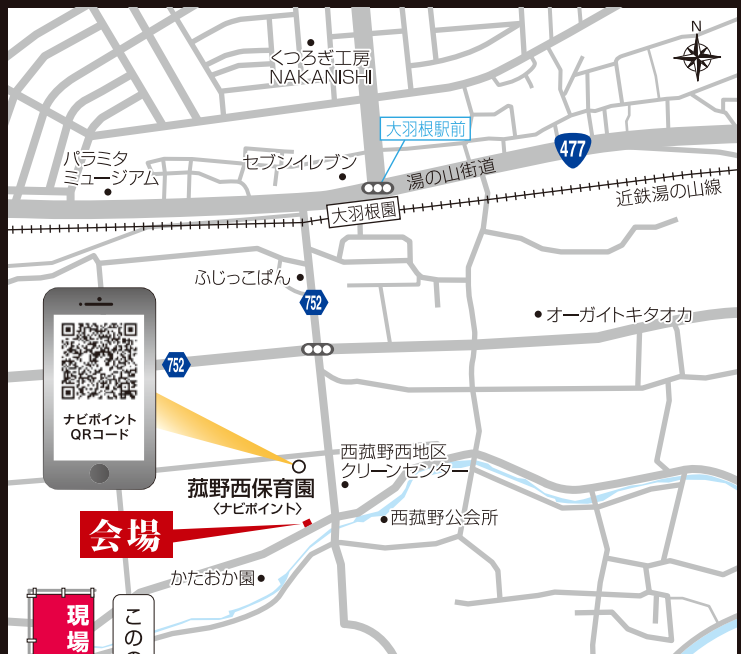 N
くつろぎ工房
NAKANISHI
大羽根駅前
477
パラミタ
ミュージアム
セブンイレブン
湯の山街道
近鉄湯の山線
大羽根園
ふじっこぱん
752
オーガイトキタオカ
752
ナビポイント
QRコード
西菰野西地区
クリーンセンター
菰野西保育園
〈ナビポイント〉
西菰野公会所
会場
かたおか園
現場
この